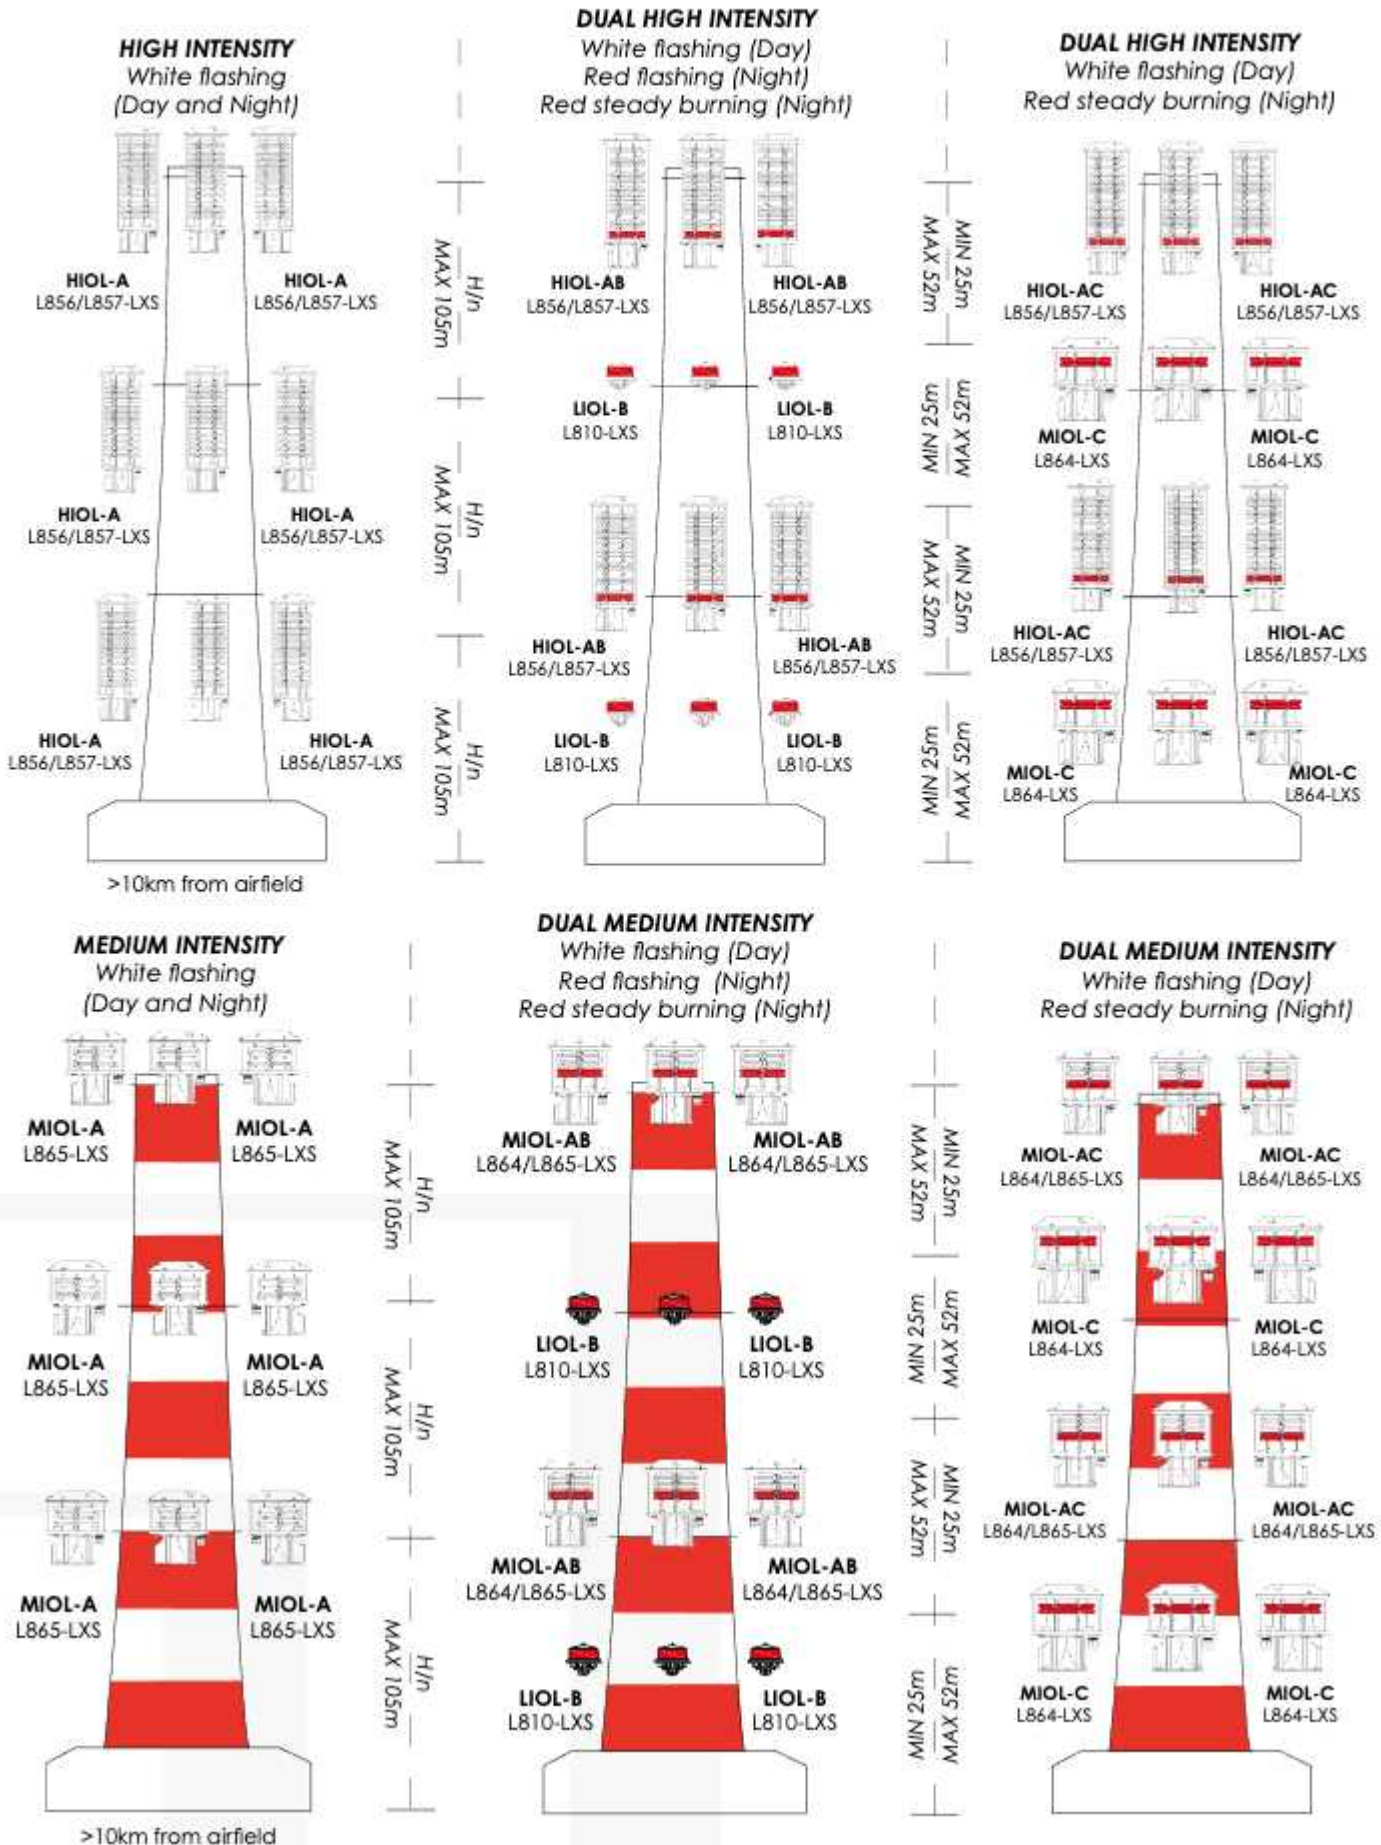 HIGH INTENSITY
White flashing
(Day and Night)
HIOL-A
L856/L857-LXS
HIOL-A
L856/L857-LXS
HIOL-A
L856/L857-LXS
HIOL-A
L856/L857-LXS
HIOL-A
L856/L857-LXS
HIOL-A
L856/L857-LXS
>10km from airfield
H/n
MAX 105m
H/n
MAX 105m
H/n
MAX 105m
DUAL HIGH INTENSITY
White flashing (Day)
Red flashing (Night)
Red steady burning (Night)
HIOL-AB
L856/L857-LXS
HIOL-AB
L856/L857-LXS
LIOL-B
L810-LXS
LIOL-B
L810-LXS
HIOL-AB
L856/L857-LXS
HIOL-AB
L856/L857-LXS
LIOL-B
L810-LXS
LIOL-B
L810-LXS
MIN 25m
MAX 52m
MAX 52m
MIN 25m
MIN 25m
MAX 52m
MAX 52m
MIN 25m
DUAL HIGH INTENSITY
White flashing (Day)
Red steady burning (Night)
HIOL-AC
L856/L857-LXS
HIOL-AC
L856/L857-LXS
MIOL-C
L864-LXS
MIOL-C
L864-LXS
HIOL-AC
L856/L857-LXS
HIOL-AC
L856/L857-LXS
MIOL-C
L864-LXS
MIOL-C
L864-LXS
MEDIUM INTENSITY
White flashing
(Day and Night)
MIOL-A
L865-LXS
MIOL-A
L865-LXS
MIOL-A
L865-LXS
MIOL-A
L865-LXS
MIOL-A
L865-LXS
MIOL-A
L865-LXS
>10km from airfield
H/n
MAX 105m
H/n
MAX 105m
H/n
MAX 105m
DUAL MEDIUM INTENSITY
White flashing (Day)
Red flashing (Night)
Red steady burning (Night)
MIOL-AB
L864/L865-LXS
MIOL-AB
L864/L865-LXS
LIOL-B
L810-LXS
LIOL-B
L810-LXS
MIOL-AB
L864/L865-LXS
MIOL-AB
L864/L865-LXS
LIOL-B
L810-LXS
LIOL-B
L810-LXS
MIN 25m
MAX 52m
MAX 52m
MIN 25m
MIN 25m
MAX 52m
MAX 52m
MIN 25m
DUAL MEDIUM INTENSITY
White flashing (Day)
Red steady burning (Night)
MIOL-AC
L864/L865-LXS
MIOL-AC
L864/L865-LXS
MIOL-C
L864-LXS
MIOL-C
L864-LXS
MIOL-AC
L864/L865-LXS
MIOL-AC
L864/L865-LXS
MIOL-C
L864-LXS
MIOL-C
L864-LXS